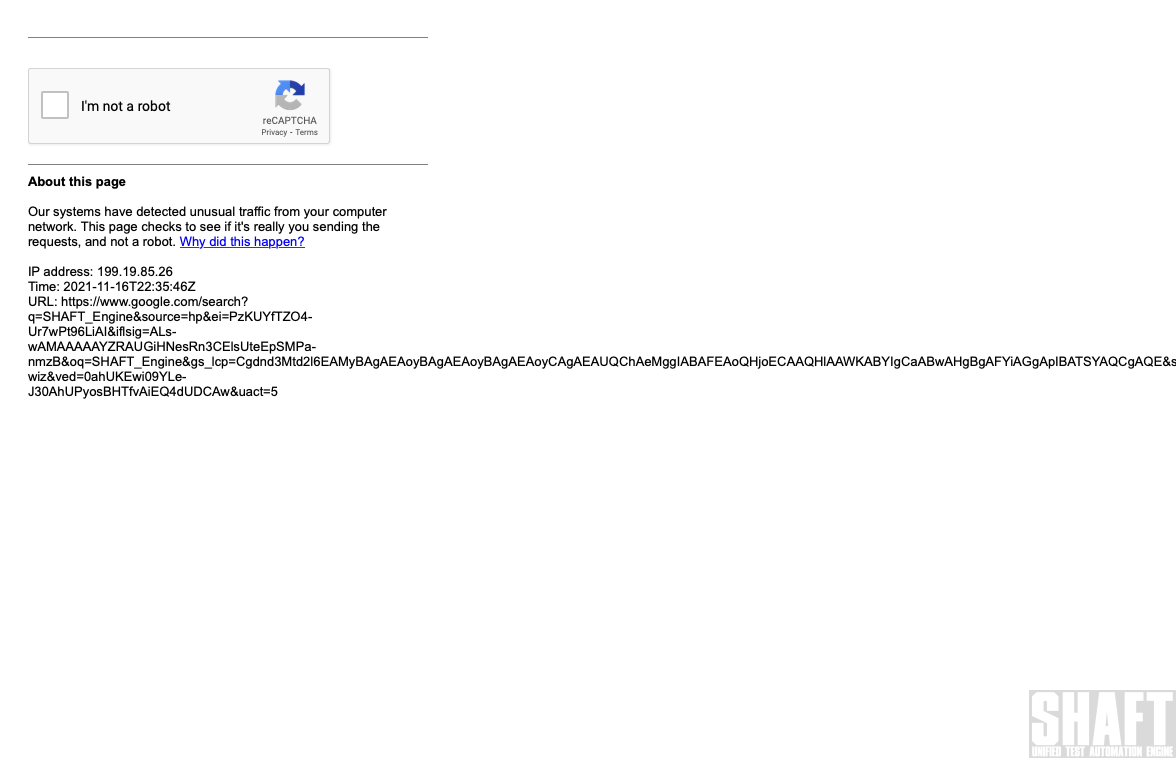 I'm not a robot
reCAPTCHA
Privacy - Terms
About this page
Our systems have detected unusual traffic from your computer
network. This page checks to see if it's really you sending the
requests, and not a robot. Why did this happen?
IP address: 199.19.85.26
Time: 2021-11-16T22:35:46Z
URL: https://www.google.com/search?
q=SHAFT_Engine&source=hp&ei=PzKUYfTZO4-
Ur7wPt96LiAI&iflsig=ALs-
wAMAAAAAYZRAUGiHNesRn3CElsUteEpSMPa-
nmzB&oq=SHAFT_Engine&gs_lcp=Cgdnd3Mtd2l6EAMyBAgAEAoyBAgAEAoyBAgAEAoyCAgAEAUQChAeMggIABAFEAoQHjoECAAQHlAAWKABYIgCaABwAHgBgAFYiAGgApIBATSYAQCgAQE&s
wiz&ved=0ahUKEwi09YLe-
J30AhUPyosBHTfvAiEQ4dUDCAw&uact=5
SHAFT
UNIFIED TEST AUTOMATION ENGINE